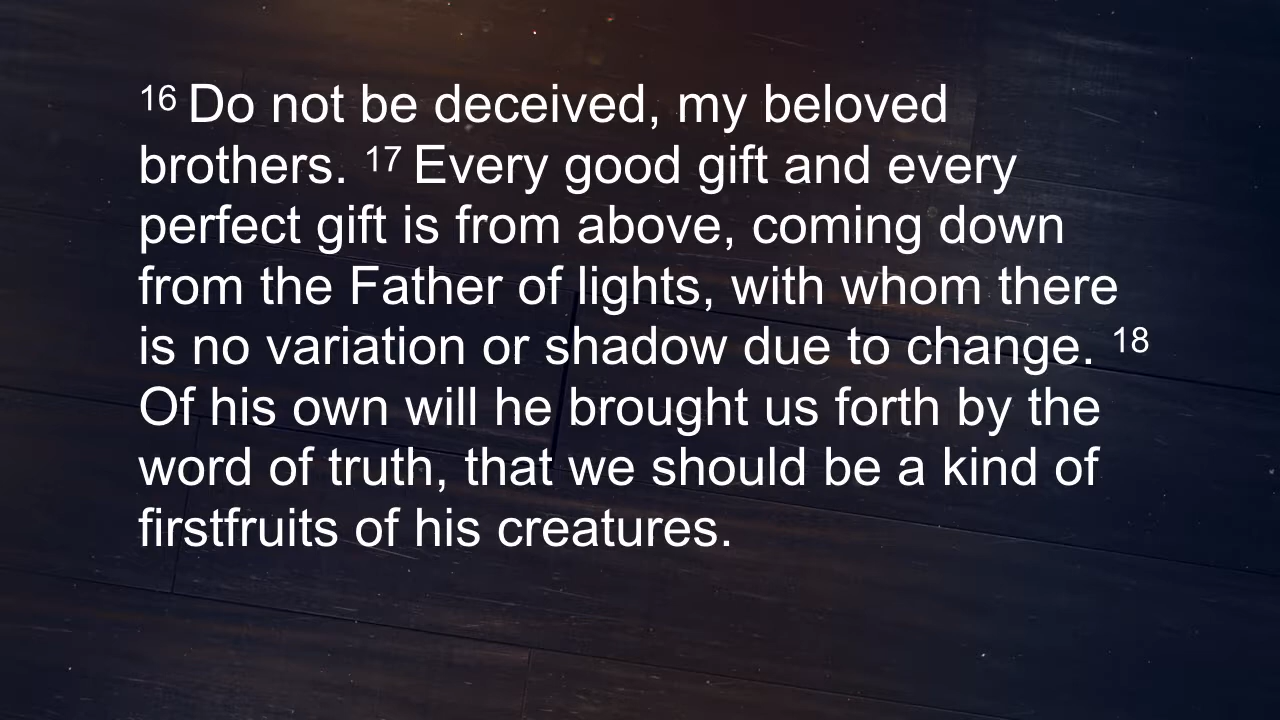 16 Do not be deceived, my beloved
brothers. 17 Every good gift and every
perfect gift is from above, coming down
from the Father of lights, with whom there
is no variation or shadow due to change. 18
Of his own will he brought us forth by the
word of truth, that we should be a kind of
firstfruits of his creatures.